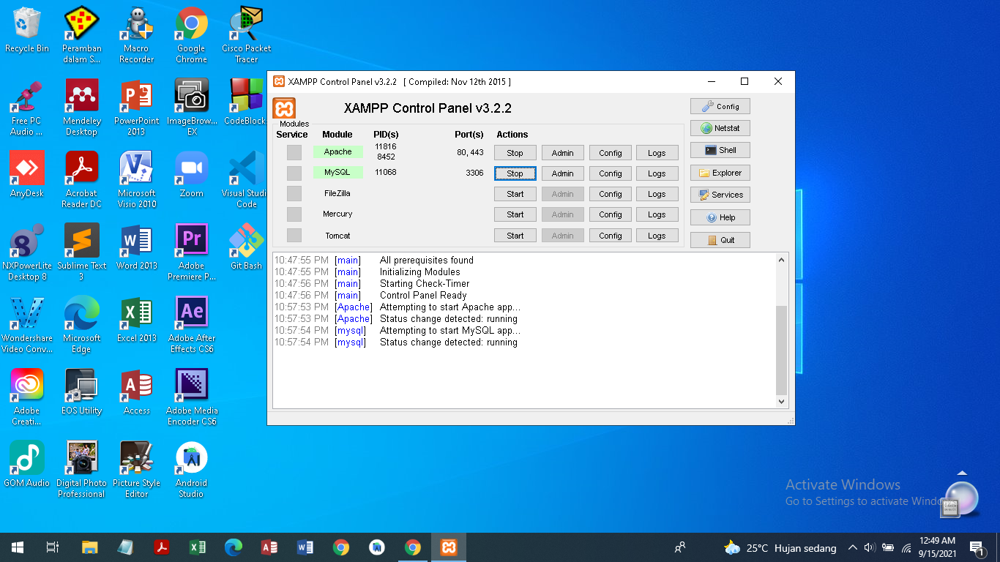 Recycle Bin
Peramban
dalam S...
Macro
Recorder
Google
Chrome
Cisco Packet
Tracer
Free PC
Audio ...
Mendeley
Desktop
PowerPoint
2013
ImageBrow...
EX
CodeBlock
AnyDesk
Acrobat
Reader DC
Microsoft
Visio 2010
Zoom
Visual Studi
Code
NXPowerLite
Desktop 8
Sublime Text
3
Word 2013
Adobe
Premiere P...
Git Bash
Wondershare
Video Conv...
Microsoft
Edge
Excel 2013
Adobe After
Effects CS6
Adobe
Creati...
EOS Utility
Access
Adobe Media
Encoder CS6
GOM Audio
Digital Photo
Professional
Picture Style
Editor
Android
Studio
XAMPP Control Panel v3.2.2 [ Compiled: Nov 12th 2015 ]
XAMPP Control Panel v3.2.2
Modules
Service Module PID(s) Port(s) Actions
Apache 11816 8452 80, 443 Stop Admin Config Logs
MySQL 11068 3306 Stop Admin Config Logs
FileZilla Start Admin Config Logs
Mercury Start Admin Config Logs
Tomcat Start Admin Config Logs
Config
Netstat
Shell
Explorer
Services
Help
Quit
10:47:55 PM [main] All prerequisites found
10:47:55 PM [main] Initializing Modules
10:47:56 PM [main] Starting Check-Timer
10:47:56 PM [main] Control Panel Ready
10:57:53 PM [Apache] Attempting to start Apache app...
10:57:53 PM [Apache] Status change detected: running
10:57:54 PM [mysql] Attempting to start MySQL app...
10:57:54 PM [mysql] Status change detected: running
Activate Windows
Go to Settings to activate Windo
25°C Hujan sedang
12:49 AM
9/15/2021
1